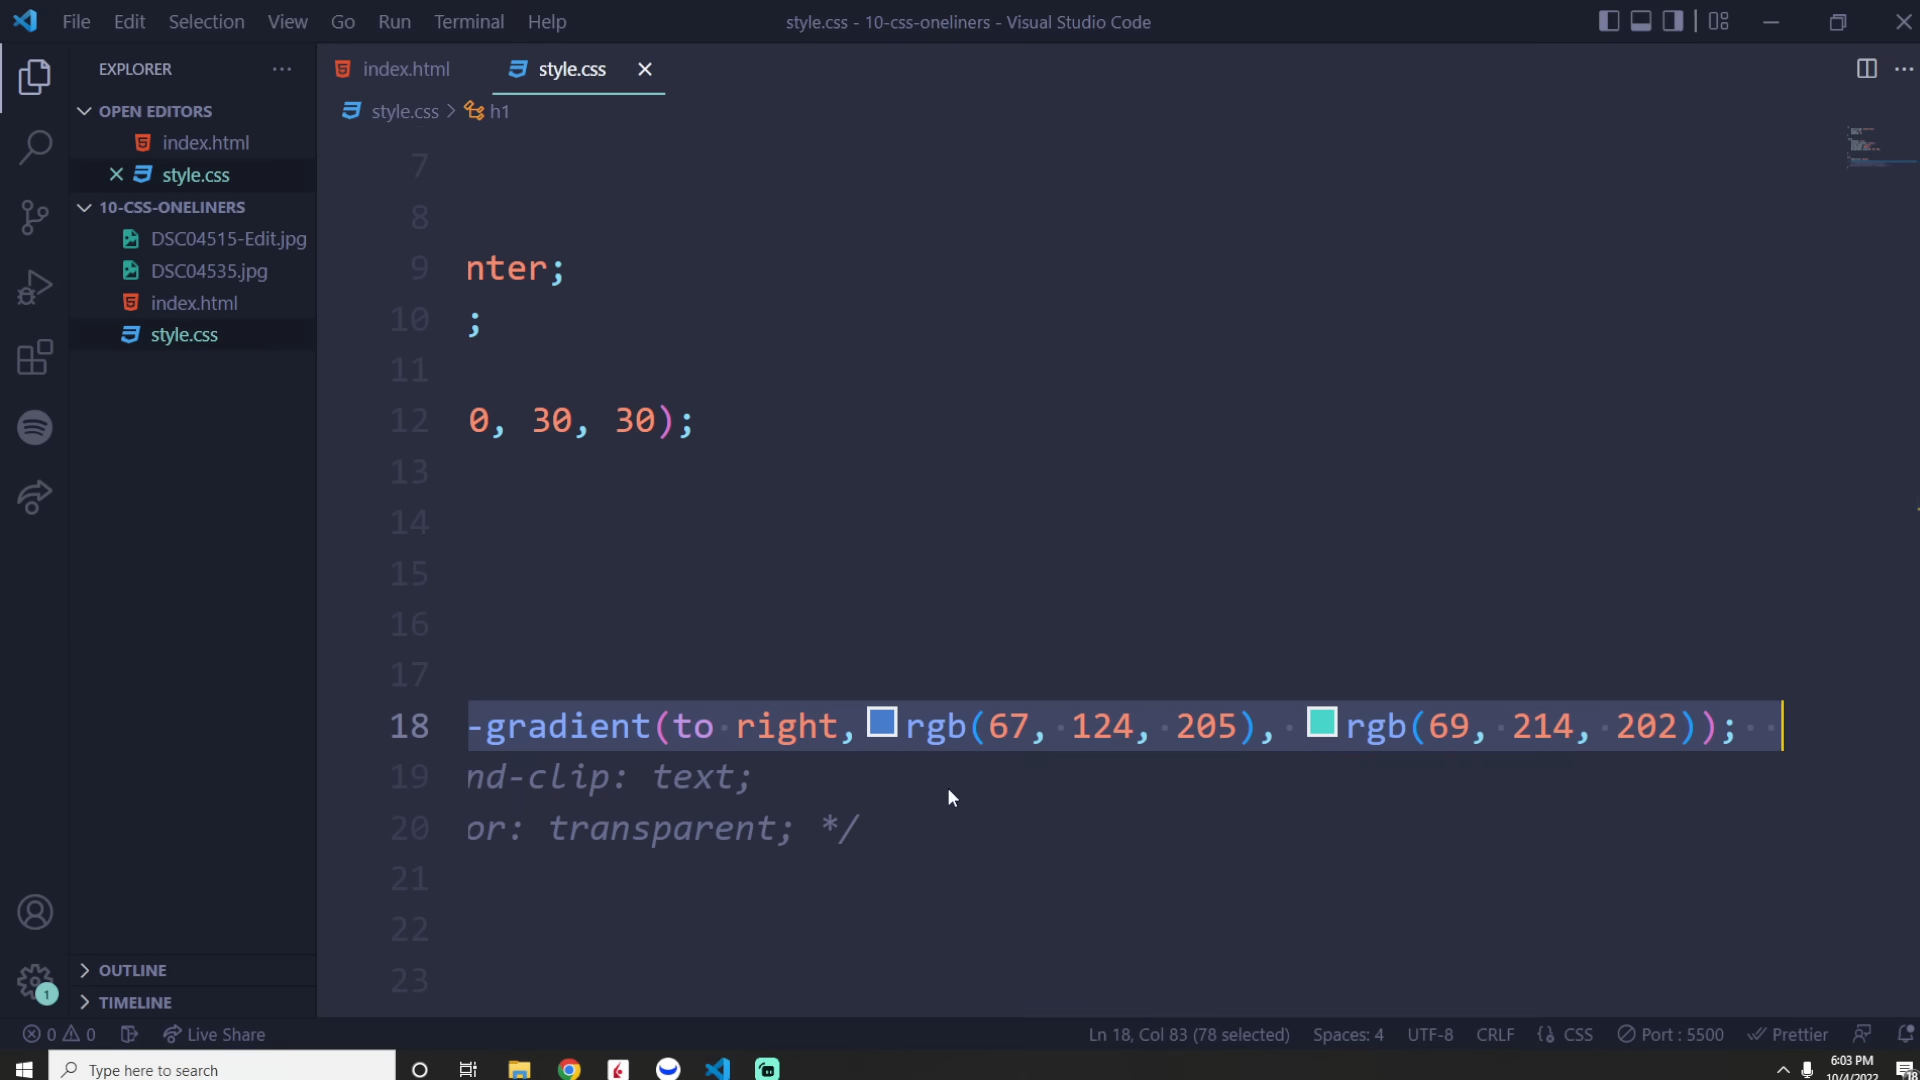 File Edit Selection View Go Run Terminal Help style.css - 10-css-oneliners - Visual Studio Code
EXPLORER
OPEN EDITORS
index.html
style.css
10-CSS-ONELINERS
DSC04515-Edit.jpg
DSC04535.jpg
index.html
style.css
OUTLINE
TIMELINE
index.html style.css
style.css > h1
7
8
9 nter;
10 ;
11
12 0, 30, 30);
13
14
15
16
17
18 -gradient(to right, rgb(67, 124, 205), rgb(69, 214, 202));
19 nd-clip: text;
20 or: transparent; */
21
22
23
1
0 0 Live Share Ln 18, Col 83 (78 selected) Spaces: 4 UTF-8 CRLF {} CSS Port : 5500 Prettier
Type here to search
6:03 PM
10/4/2022
18